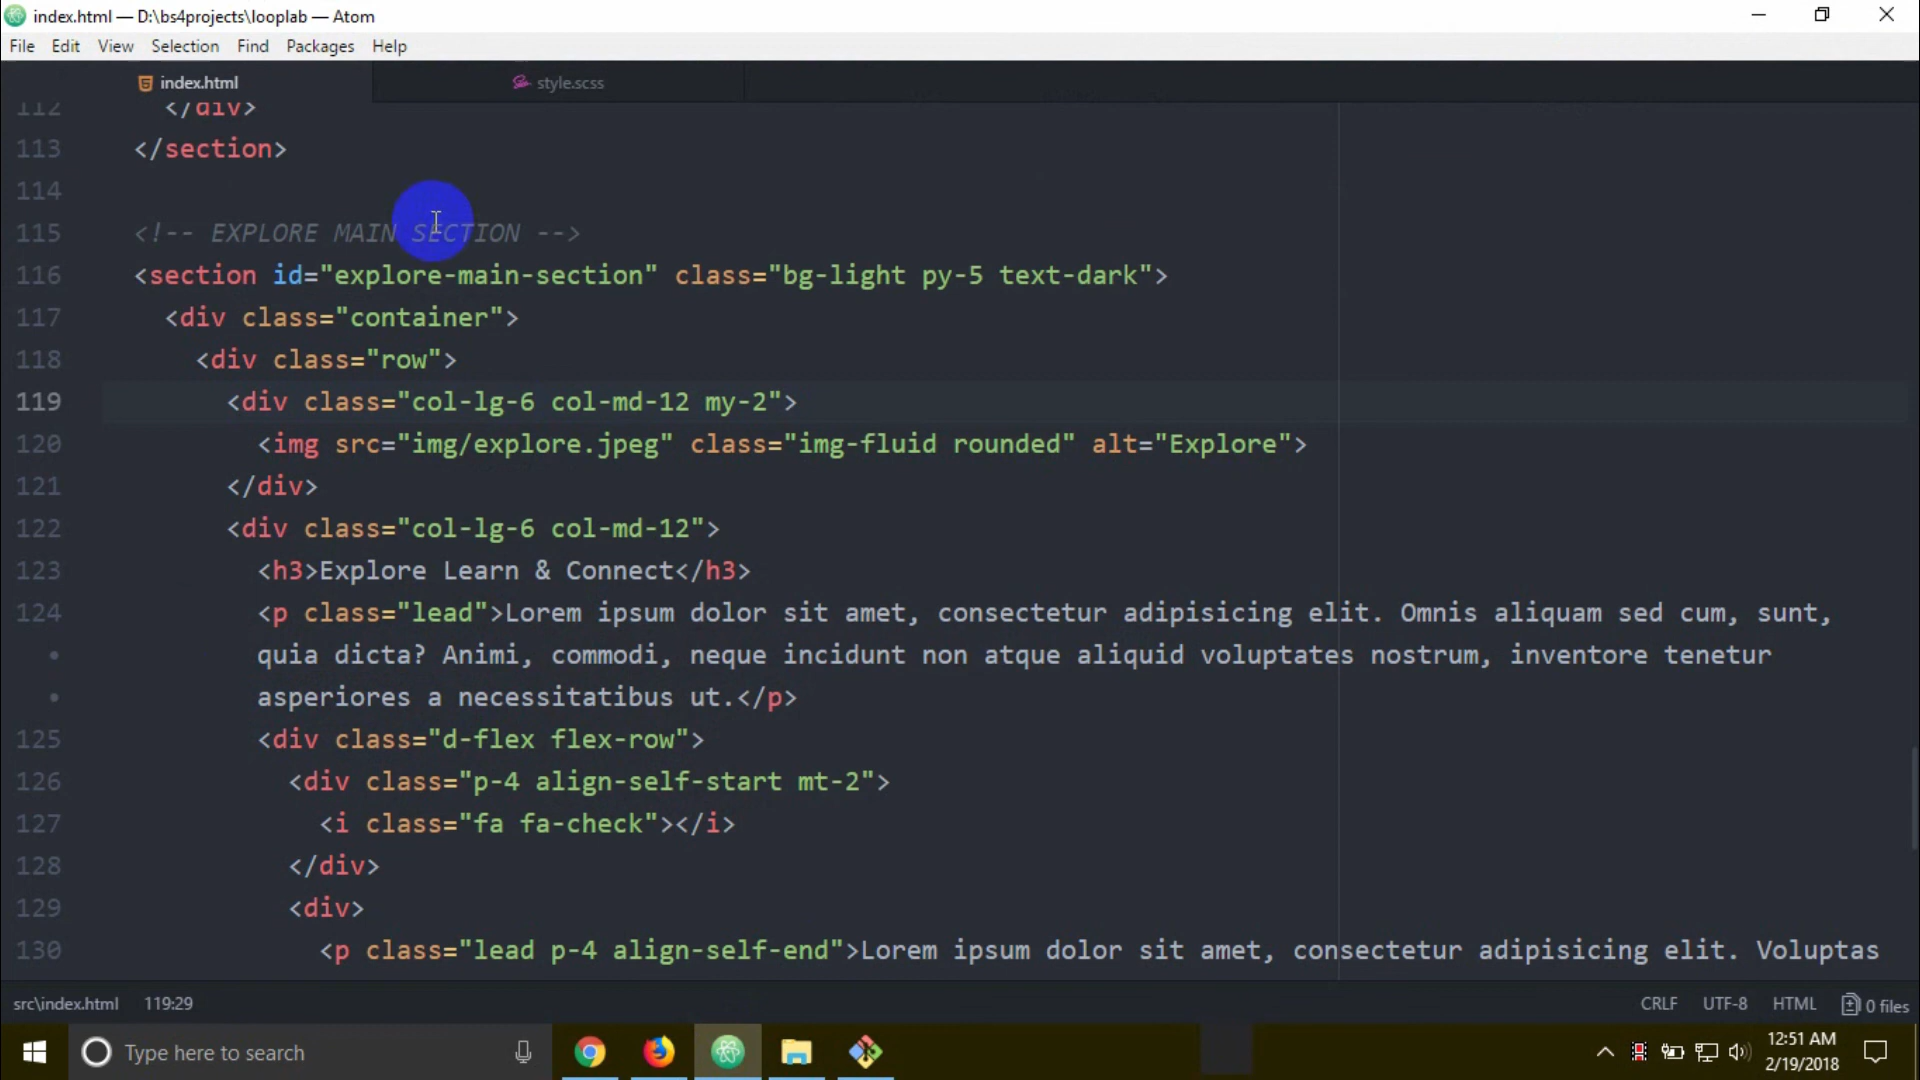 index.html — D:\bs4projects\looplab — Atom
File Edit View Selection Find Packages Help
index.html style.scss
112 </div>
113 </section>
114
115 <!-- EXPLORE MAIN SECTION -->
116 <section id="explore-main-section" class="bg-light py-5 text-dark">
117 <div class="container">
118 <div class="row">
119 <div class="col-lg-6 col-md-12 my-2">
120 <img src="img/explore.jpeg" class="img-fluid rounded" alt="Explore">
121 </div>
122 <div class="col-lg-6 col-md-12">
123 <h3>Explore Learn & Connect</h3>
124 <p class="lead">Lorem ipsum dolor sit amet, consectetur adipisicing elit. Omnis aliquam sed cum, sunt,
• quia dicta? Animi, commodi, neque incidunt non atque aliquid voluptates nostrum, inventore tenetur
• asperiores a necessitatibus ut.</p>
125 <div class="d-flex flex-row">
126 <div class="p-4 align-self-start mt-2">
127 <i class="fa fa-check"></i>
128 </div>
129 <div>
130 <p class="lead p-4 align-self-end">Lorem ipsum dolor sit amet, consectetur adipisicing elit. Voluptas
src\index.html 119:29 CRLF UTF-8 HTML 0 files
Type here to search
12:51 AM
2/19/2018